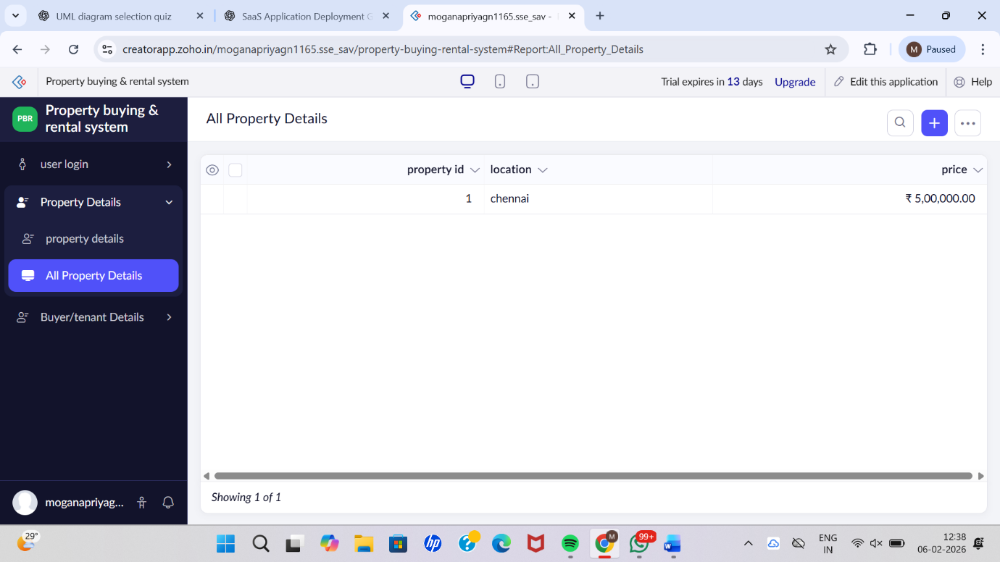 UML diagram selection quiz
SaaS Application Deployment G
moganapriyagn1165.sse_sav -
creatorapp.zoho.in/moganapriyagn1165.sse_sav/property-buying-rental-system#Report:All_Property_Details
M Paused
Property buying & rental system
Trial expires in 13 days Upgrade
Edit this application
Help
PBR
Property buying &
rental system
user login
Property Details
property details
All Property Details
Buyer/tenant Details
moganapriyag...
All Property Details
property id location price
1 chennai ₹ 5,00,000.00
Showing 1 of 1
29°
hp
M
99+
W
ENG
IN
12:38
06-02-2026